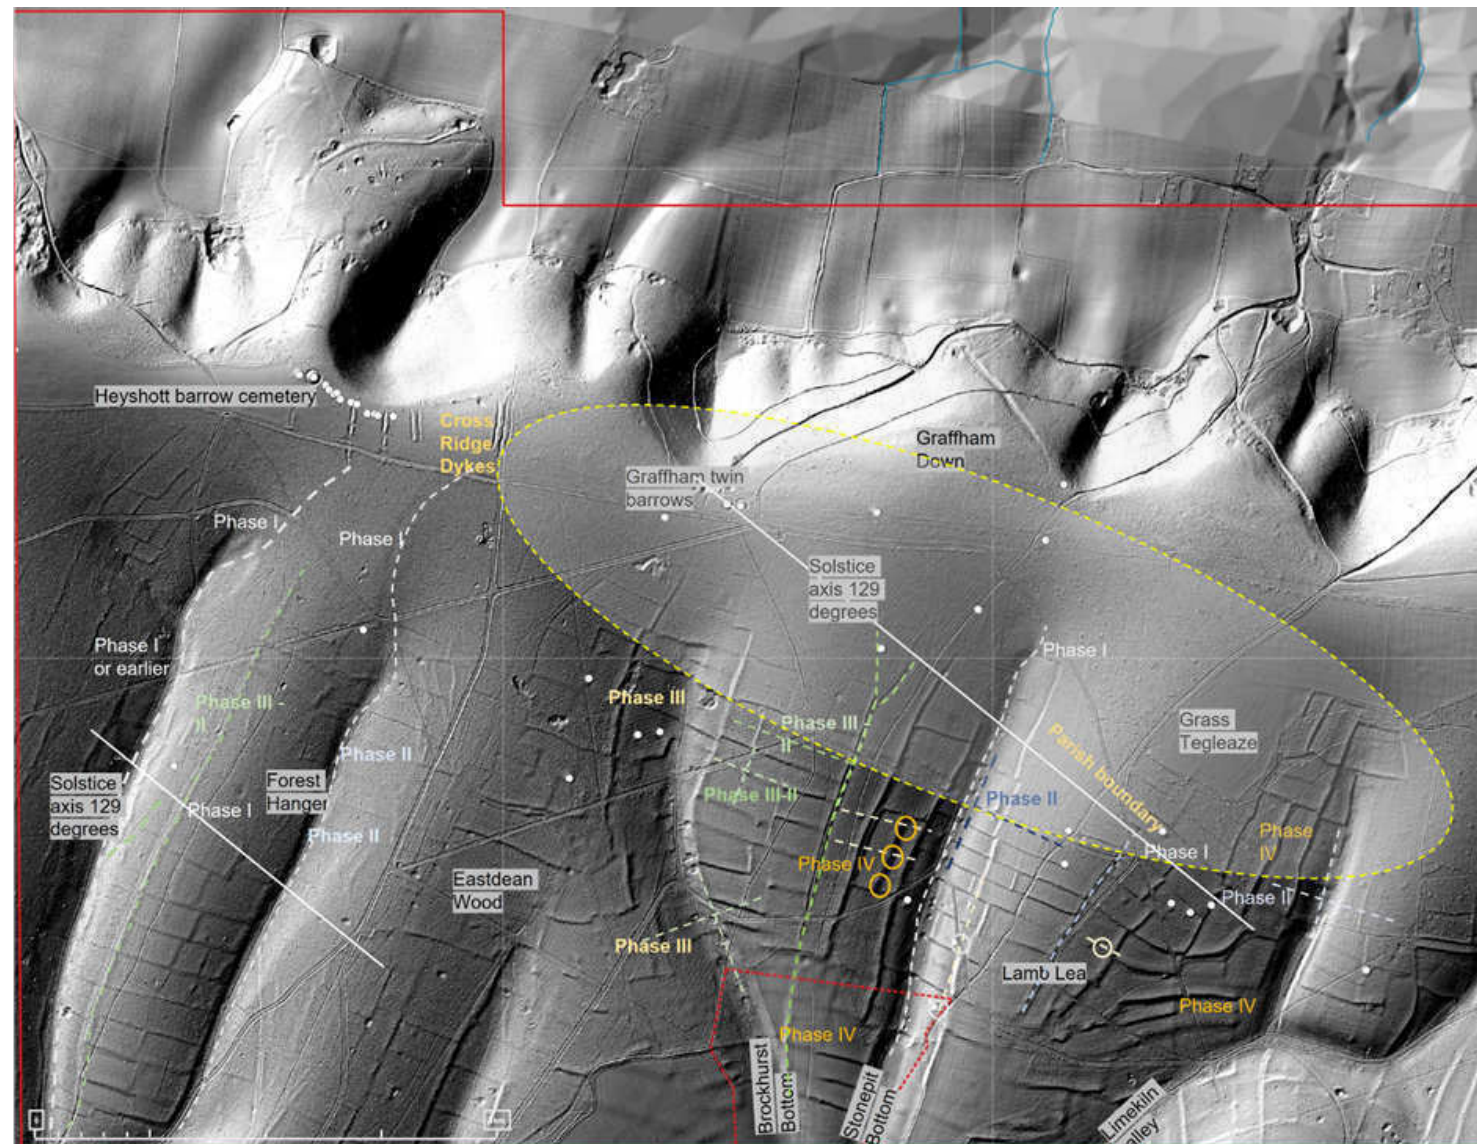 Heyshott barrow cemetery
Cross
Ridge
Dykes
Graffham
Down
Graffham twin
barrows
Phase I
Phase I
Solstice
axis 129
degrees
Phase I
or earlier
Phase I
Phase III -
II
Phase III
Phase III -
II
Grass
Tegleaze
Parish boundary
Phase II
Solstice
axis 129
degrees
Forest
Hanger
Phase I
Phase II
Phase III-II
Phase II
Phase IV
Phase I
Phase
IV
Eastdean
Wood
Phase II
Phase III
Lamb Lea
Phase IV
Phase IV
Brockhurst
Bottom
Stonepit
Bottom
Limekiln